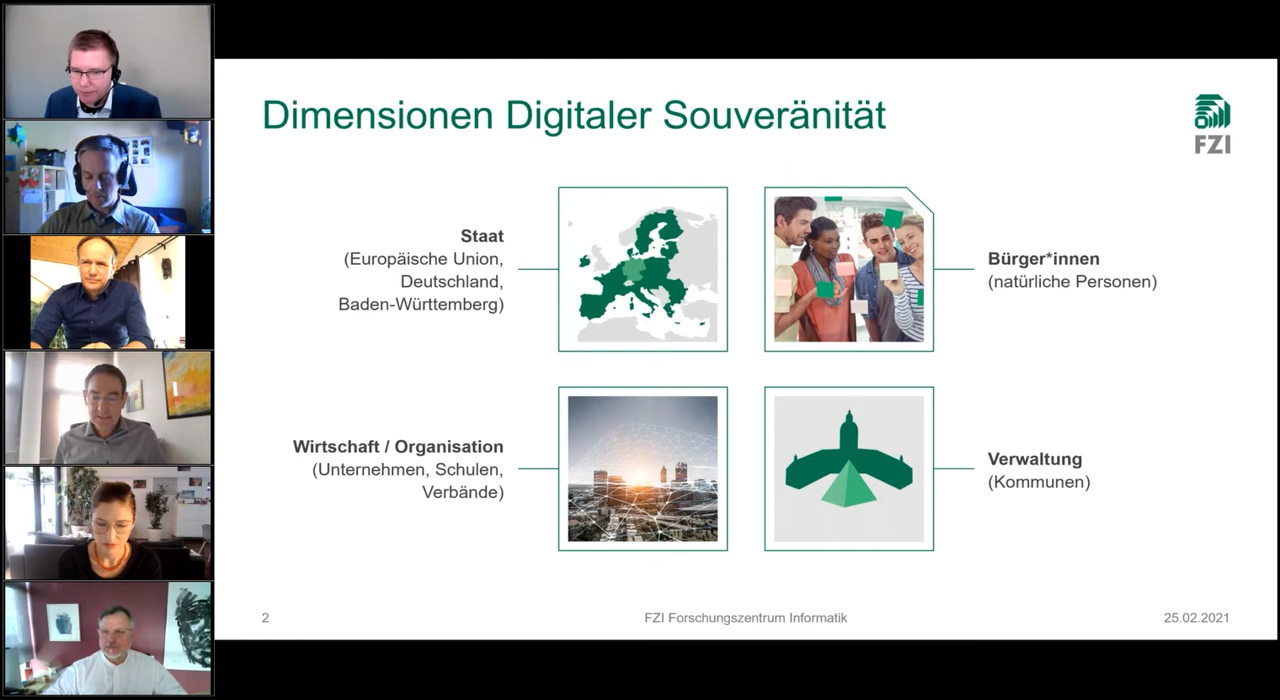 Dimensionen Digitaler Souveränität
FZI
Staat
(Europäische Union,
Deutschland,
Baden-Württemberg)
Bürger*innen
(natürliche Personen)
Wirtschaft / Organisation
(Unternehmen, Schulen,
Verbände)
Verwaltung
(Kommunen)
2
FZI Forschungszentrum Informatik
25.02.2021